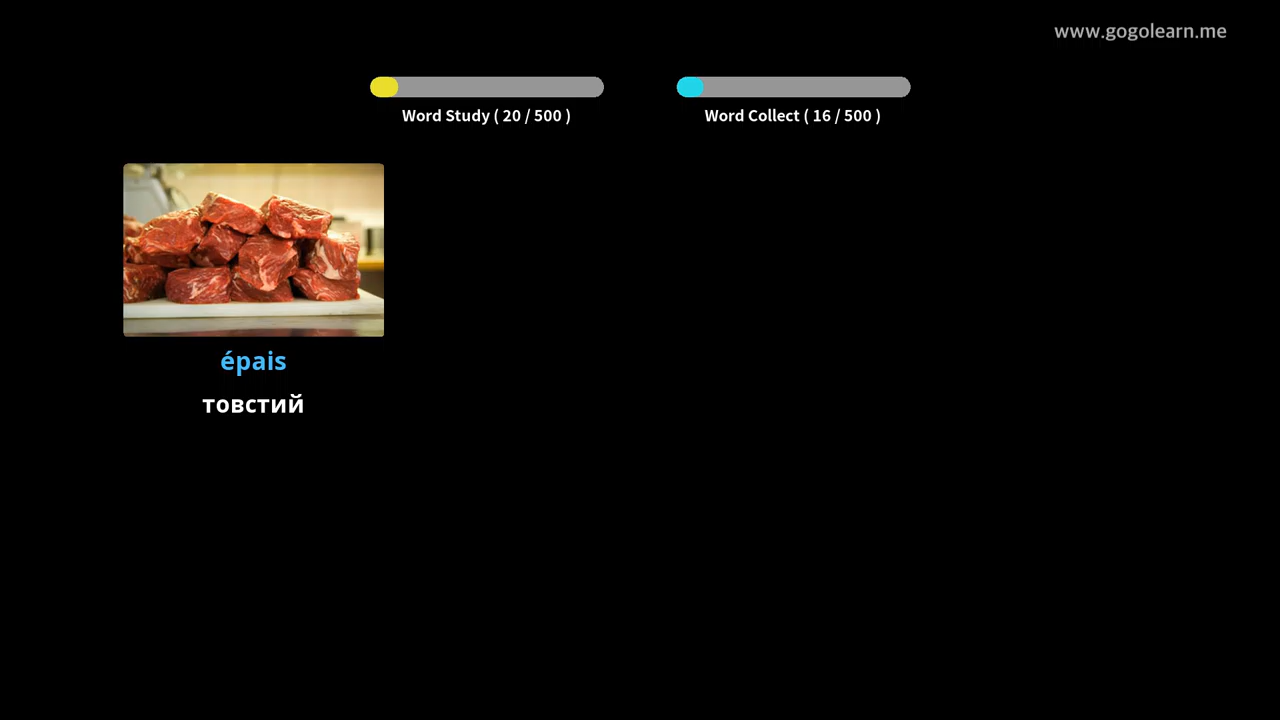 www.gogolearn.me
Word Study ( 20 / 500 )
Word Collect ( 16 / 500 )
épais
товстий